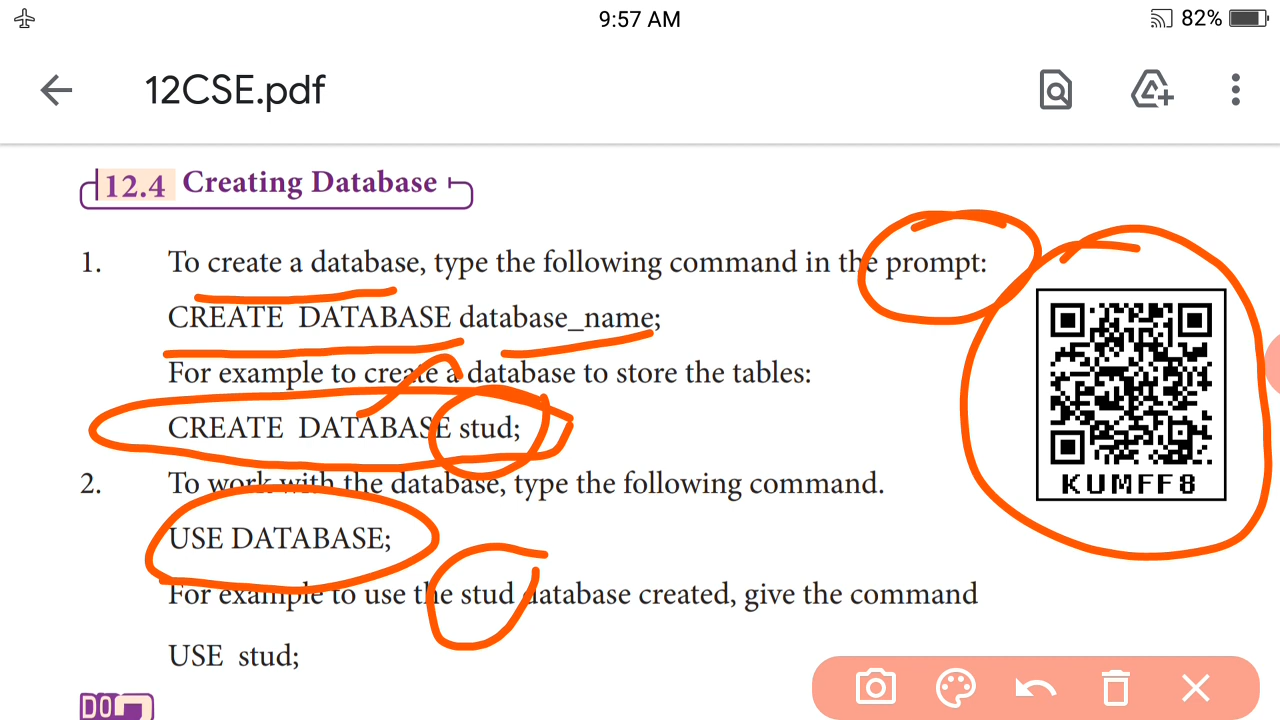 9:57 AM
82%
12CSE.pdf
12.4 Creating Database
1. To create a database, type the following command in the prompt:
CREATE DATABASE database_name;
For example to create a database to store the tables:
CREATE DATABASE stud;
2. To work with the database, type the following command.
USE DATABASE;
For example to use the stud database created, give the command
USE stud;
KUMFF8
DO